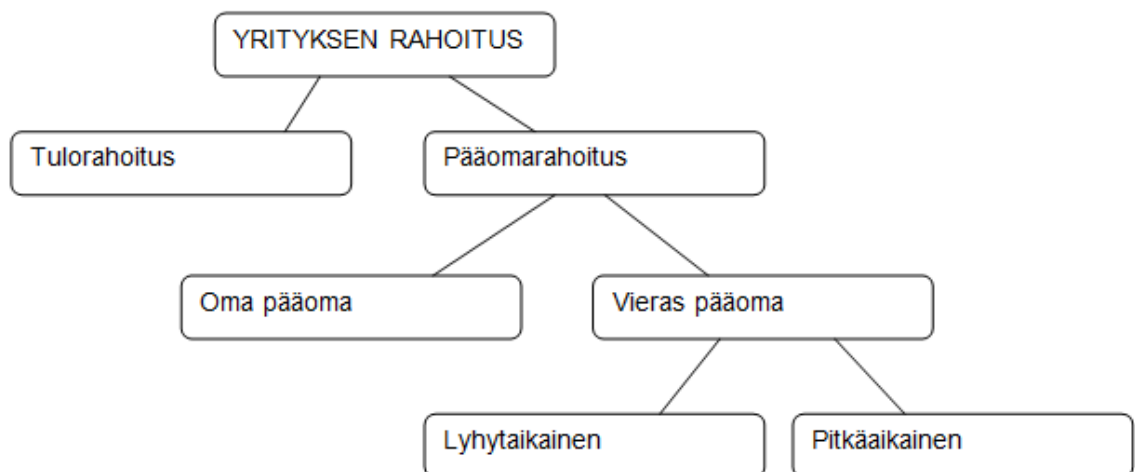 YRITYKSEN RAHOITUS
Tulorahoitus
Pääomarahoitus
Oma pääoma
Vieras pääoma
Lyhytaikainen
Pitkäaikainen